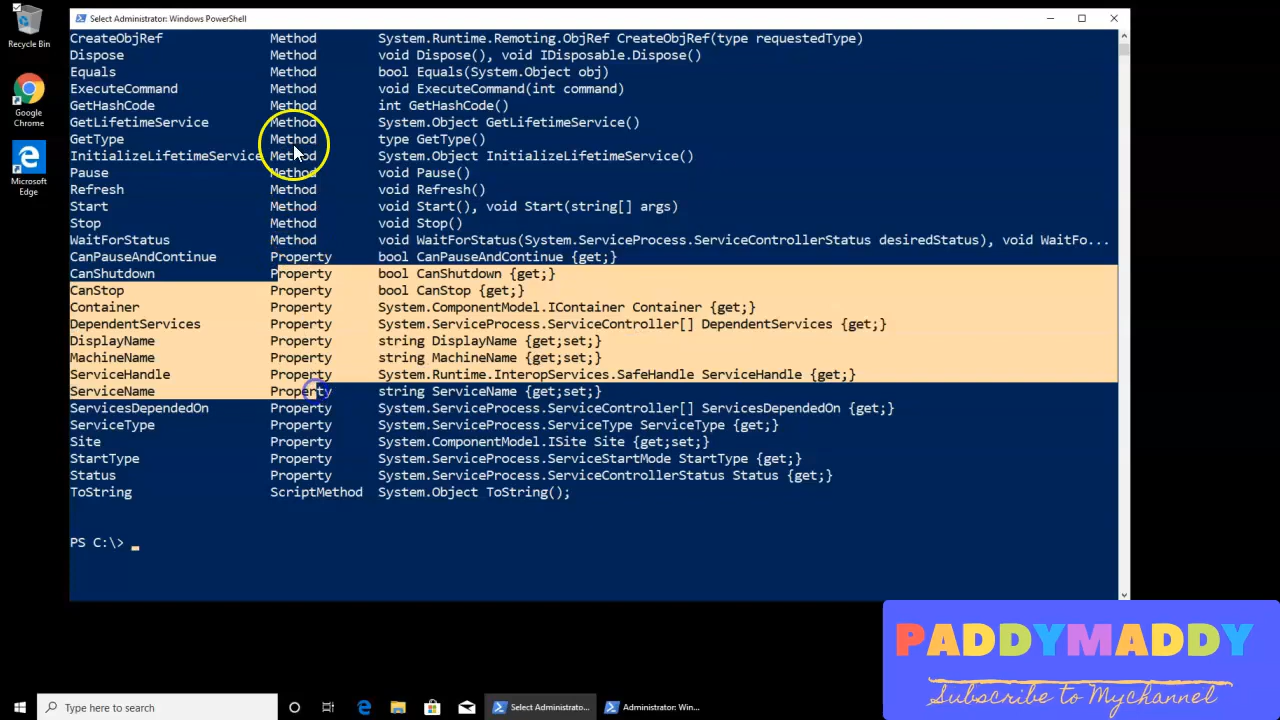 Recycle Bin
Google
Chrome
Microsoft
Edge
Select Administrator: Windows PowerShell
CreateObjRef Method System.Runtime.Remoting.ObjRef CreateObjRef(type requestedType)
Dispose Method void Dispose(), void IDisposable.Dispose()
Equals Method bool Equals(System.Object obj)
ExecuteCommand Method void ExecuteCommand(int command)
GetHashCode Method int GetHashCode()
GetLifetimeService Method System.Object GetLifetimeService()
GetType Method type GetType()
InitializeLifetimeService Method System.Object InitializeLifetimeService()
Pause Method void Pause()
Refresh Method void Refresh()
Start Method void Start(), void Start(string[] args)
Stop Method void Stop()
WaitForStatus Method void WaitForStatus(System.ServiceProcess.ServiceControllerStatus desiredStatus), void WaitFo...
CanPauseAndContinue Property bool CanPauseAndContinue {get;}
CanShutdown Property bool CanShutdown {get;}
CanStop Property bool CanStop {get;}
Container Property System.ComponentModel.IContainer Container {get;}
DependentServices Property System.ServiceProcess.ServiceController[] DependentServices {get;}
DisplayName Property string DisplayName {get;set;}
MachineName Property string MachineName {get;set;}
ServiceHandle Property System.Runtime.InteropServices.SafeHandle ServiceHandle {get;}
ServiceName Property string ServiceName {get;set;}
ServicesDependedOn Property System.ServiceProcess.ServiceController[] ServicesDependedOn {get;}
ServiceType Property System.ServiceProcess.ServiceType ServiceType {get;}
Site Property System.ComponentModel.ISite Site {get;set;}
StartType Property System.ServiceProcess.ServiceStartMode StartType {get;}
Status Property System.ServiceProcess.ServiceControllerStatus Status {get;}
ToString ScriptMethod System.Object ToString();
PS C:\>
PADDYMADDY
Subscribe to Mychannel
Type here to search
Select Administrato...
Administrator: Win...